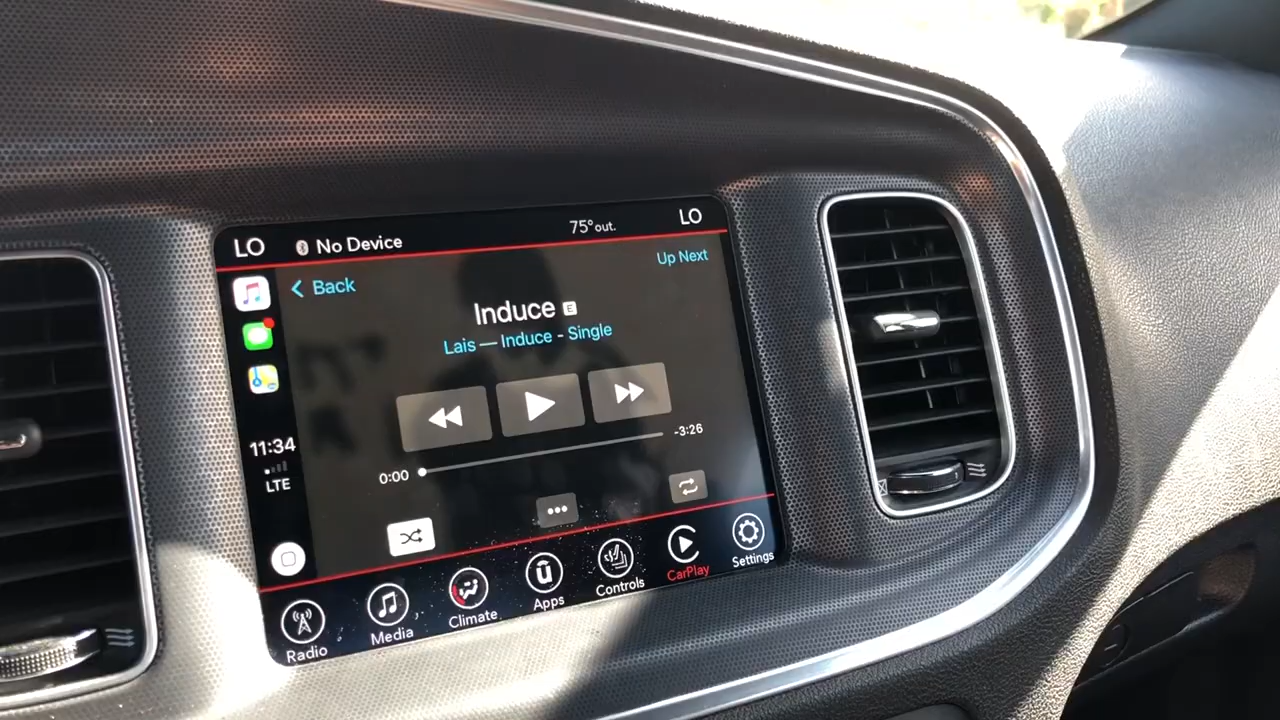 LO
No Device
75° out.
LO
Back
Up Next
Induce E
Lais — Induce - Single
11:34
LTE
0:00
-3:26
Radio
Media
Climate
Apps
Controls
CarPlay
Settings